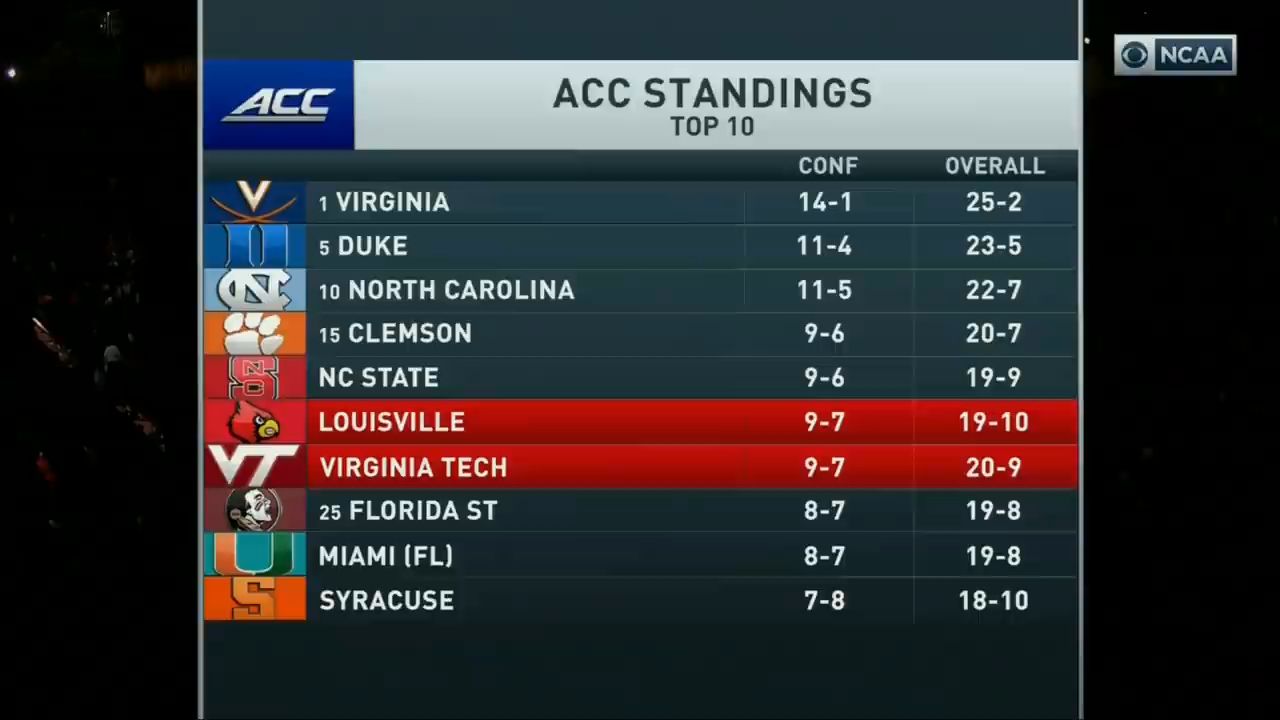 NCAA
ACC
ACC STANDINGS
TOP 10
CONF OVERALL
1 VIRGINIA 14-1 25-2
5 DUKE 11-4 23-5
10 NORTH CAROLINA 11-5 22-7
15 CLEMSON 9-6 20-7
NC STATE 9-6 19-9
LOUISVILLE 9-7 19-10
VT VIRGINIA TECH 9-7 20-9
25 FLORIDA ST 8-7 19-8
MIAMI (FL) 8-7 19-8
SYRACUSE 7-8 18-10